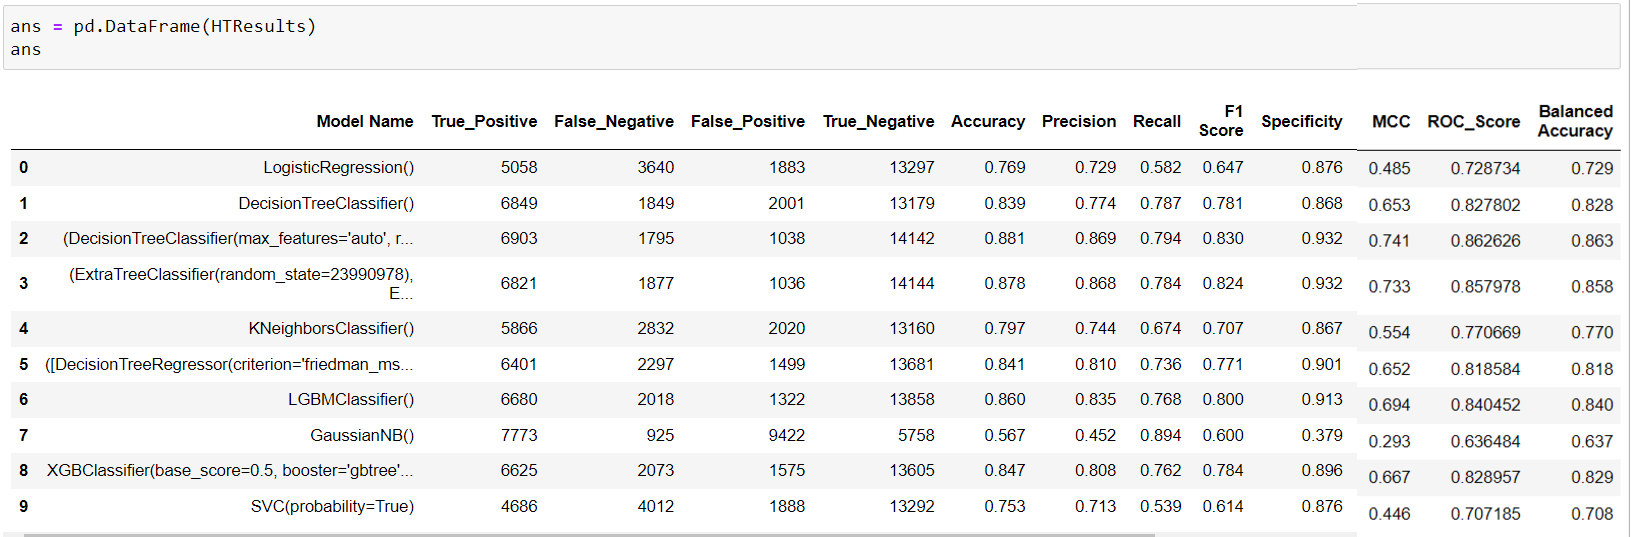 ans = pd.DataFrame(HTResults)
ans
Model Name True_Positive False_Negative False_Positive True_Negative Accuracy Precision Recall F1 Score Specificity MCC ROC_Score Balanced Accuracy
0 LogisticRegression() 5058 3640 1883 13297 0.769 0.729 0.582 0.647 0.876 0.485 0.728734 0.729
1 DecisionTreeClassifier() 6849 1849 2001 13179 0.839 0.774 0.787 0.781 0.868 0.653 0.827802 0.828
2 (DecisionTreeClassifier(max_features='auto', r... 6903 1795 1038 14142 0.881 0.869 0.794 0.830 0.932 0.741 0.862626 0.863
3 (ExtraTreeClassifier(random_state=23990978), E... 6821 1877 1036 14144 0.878 0.868 0.784 0.824 0.932 0.733 0.857978 0.858
4 KNeighborsClassifier() 5866 2832 2020 13160 0.797 0.744 0.674 0.707 0.867 0.554 0.770669 0.770
5 ([DecisionTreeRegressor(criterion='friedman_ms... 6401 2297 1499 13681 0.841 0.810 0.736 0.771 0.901 0.652 0.818584 0.818
6 LGBMClassifier() 6680 2018 1322 13858 0.860 0.835 0.768 0.800 0.913 0.694 0.840452 0.840
7 GaussianNB() 7773 925 9422 5758 0.567 0.452 0.894 0.600 0.379 0.293 0.636484 0.637
8 XGBClassifier(base_score=0.5, booster='gbtree'... 6625 2073 1575 13605 0.847 0.808 0.762 0.784 0.896 0.667 0.828957 0.829
9 SVC(probability=True) 4686 4012 1888 13292 0.753 0.713 0.539 0.614 0.876 0.446 0.707185 0.708